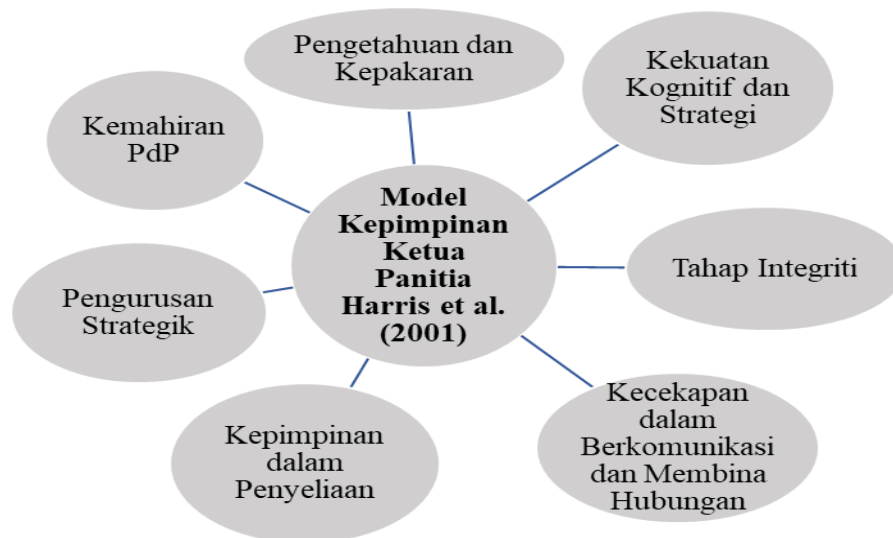 Pengetahuan dan
Kepakaran
Kekuatan
Kognitif dan
Strategi
Kemahiran
PdP
Model
Kepimpinan
Ketua
Panitia
Harris et al.
(2001)
Tahap Integriti
Pengurusan
Strategik
Kepimpinan
dalam
Penyeliaan
Kecekapan
dalam
Berkomunikasi
dan Membina
Hubungan